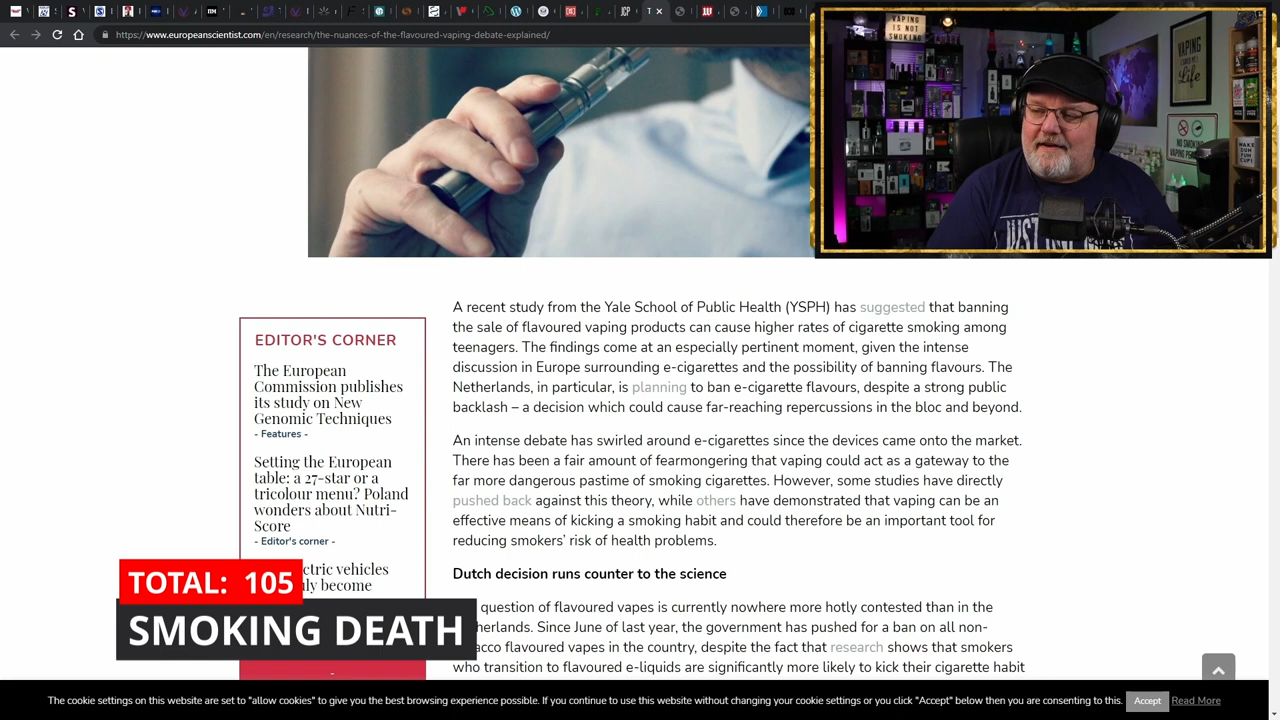 https://www.europeanscientist.com/en/research/the-nuances-of-the-flavoured-vaping-debate-explained/
VAPING
IS NOT
SMOKING
VAPING
Life
NO SMOKING
A recent study from the Yale School of Public Health (YSPH) has suggested that banning
the sale of flavoured vaping products can cause higher rates of cigarette smoking among
teenagers. The findings come at an especially pertinent moment, given the intense
discussion in Europe surrounding e-cigarettes and the possibility of banning flavours. The
Netherlands, in particular, is planning to ban e-cigarette flavours, despite a strong public
backlash – a decision which could cause far-reaching repercussions in the bloc and beyond.
An intense debate has swirled around e-cigarettes since the devices came onto the market.
There has been a fair amount of fearmongering that vaping could act as a gateway to the
far more dangerous pastime of smoking cigarettes. However, some studies have directly
pushed back against this theory, while others have demonstrated that vaping can be an
effective means of kicking a smoking habit and could therefore be an important tool for
reducing smokers' risk of health problems.
Dutch decision runs counter to the science
question of flavoured vapes is currently nowhere more hotly contested than in the
herlands. Since June of last year, the government has pushed for a ban on all non-
acco flavoured vapes in the country, despite the fact that research shows that smokers
who transition to flavoured e-liquids are significantly more likely to kick their cigarette habit
EDITOR'S CORNER
The European
Commission publishes
its study on New
Genomic Techniques
- Features -
Setting the European
table: a 27-star or a
tricolour menu? Poland
wonders about Nutri-
Score
- Editor's corner -
ctric vehicles
ly become
TOTAL: 105
SMOKING DEATH
The cookie settings on this website are set to "allow cookies" to give you the best browsing experience possible. If you continue to use this website without changing your cookie settings or you click "Accept" below then you are consenting to this.
Accept
Read More